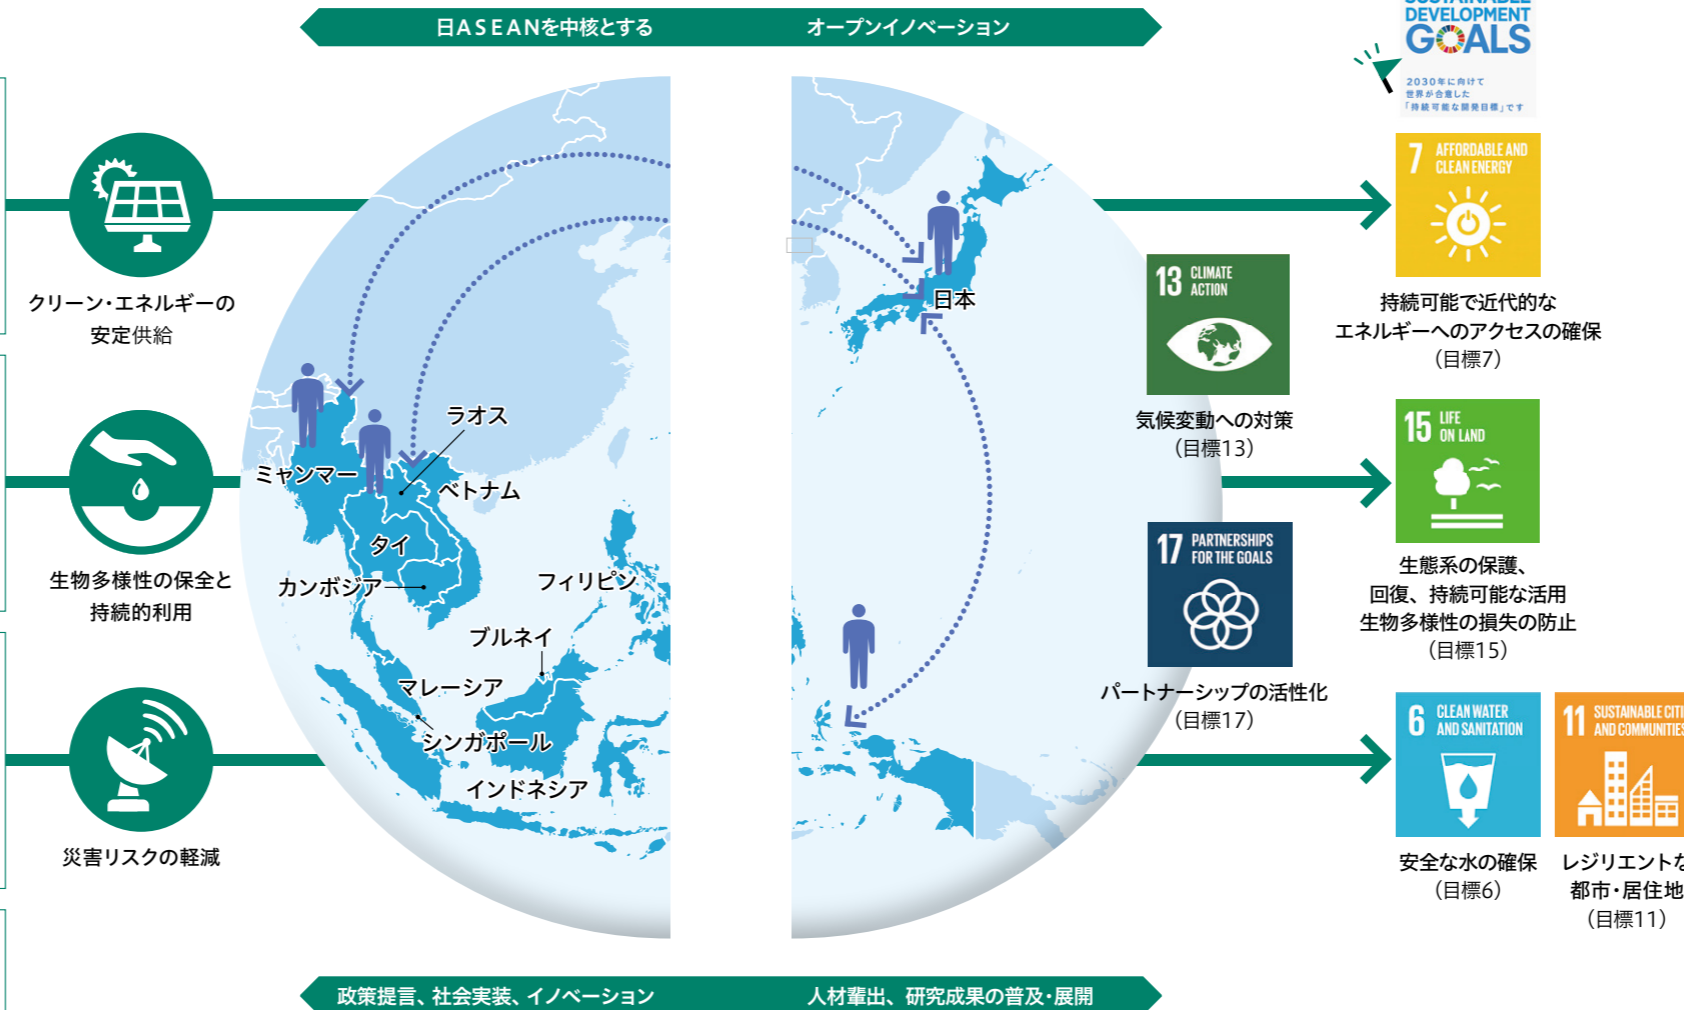 日ASEANを中核とする オープンイノベーション
DEVELOPMENT
GOALS
2030年に向けて
世界が合意した
「持続可能な開発目標」です
クリーン・エネルギーの
安定供給
生物多様性の保全と
持続的利用
災害リスクの軽減
日本
ラオス
ミャンマー
ベトナム
タイ
カンボジア
フィリピン
ブルネイ
マレーシア
シンガポール
インドネシア
13 CLIMATE
ACTION
気候変動への対策
（目標13）
17 PARTNERSHIPS
FOR THE GOALS
パートナーシップの活性化
（目標17）
7 AFFORDABLE AND
CLEAN ENERGY
持続可能で近代的な
エネルギーへのアクセスの確保
（目標7）
15 LIFE
ON LAND
生態系の保護、
回復、持続可能な活用
生物多様性の損失の防止
（目標15）
6 CLEAN WATER
AND SANITATION
安全な水の確保
（目標6）
11 SUSTAINABLE CITI
AND COMMUNITIES
レジリエントな
都市・居住地
（目標11）
政策提言、社会実装、イノベーション 人材輩出、研究成果の普及・展開